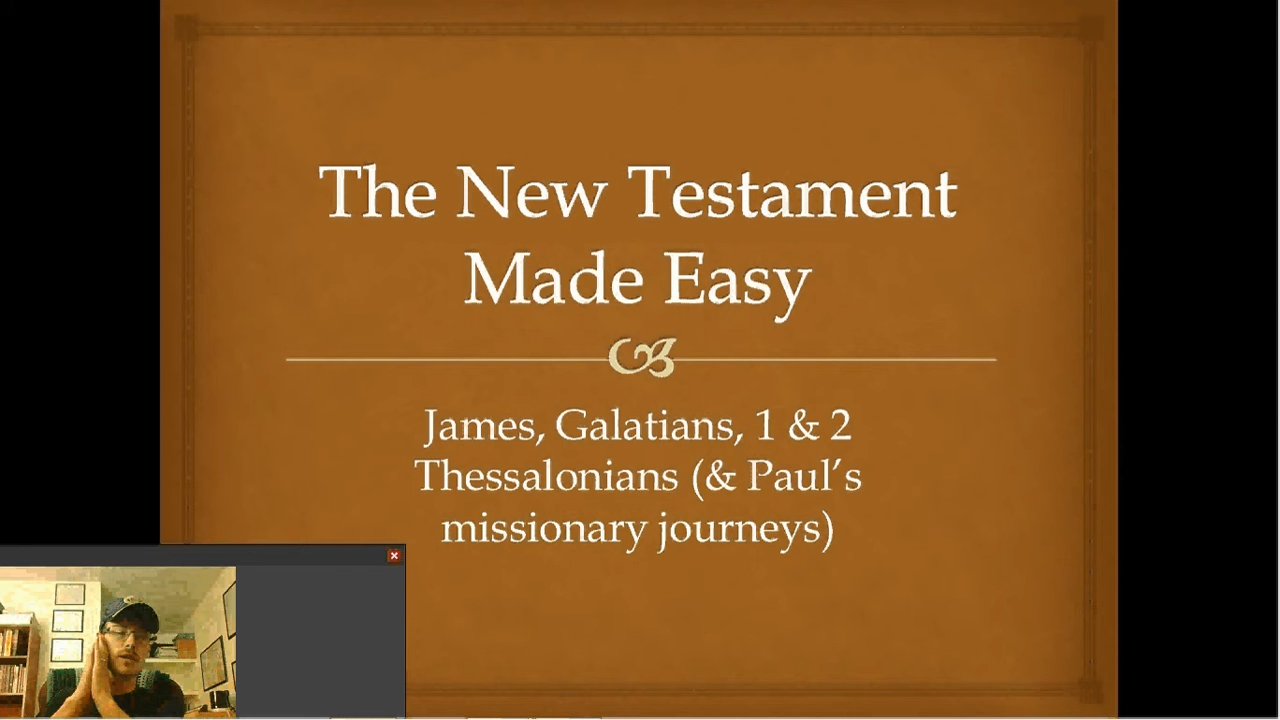 The New Testament
Made Easy
James, Galatians, 1 & 2
Thessalonians (& Paul’s
missionary journeys)